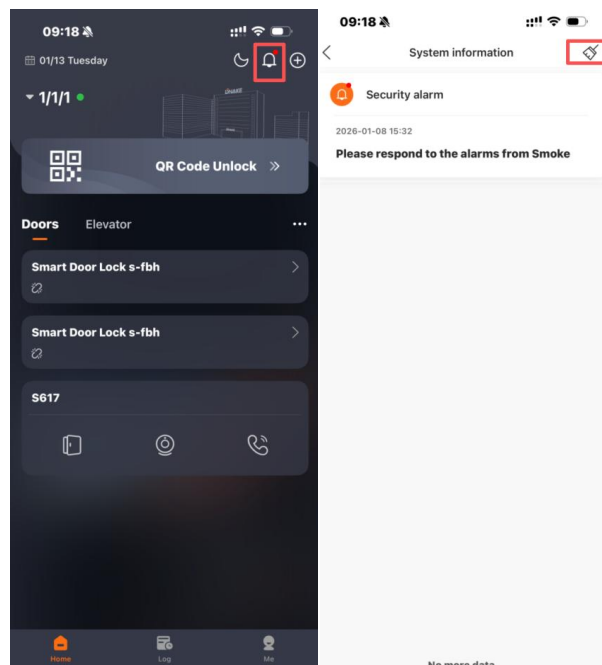 09:18
01/13 Tuesday
1/1/1
QR Code Unlock
Doors Elevator
Smart Door Lock s-fbh
Smart Door Lock s-fbh
S617
Home Log Me
09:18
System information
Security alarm
2026-01-08 15:32
Please respond to the alarms from Smoke
No more data